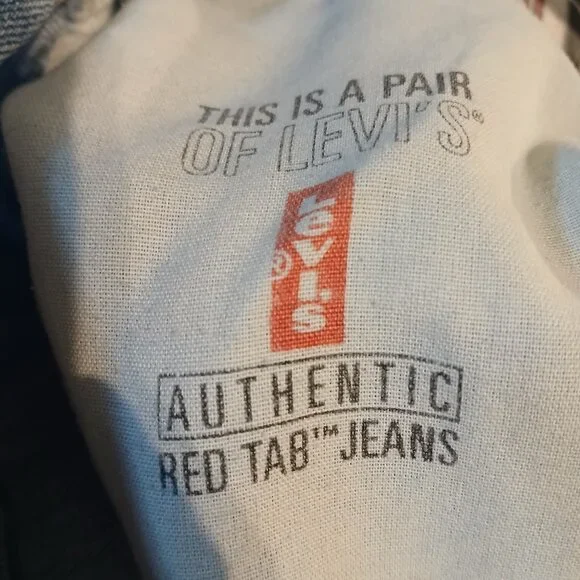 THIS IS A PAIR
OF LEVI'S®
LEVI'S®
AUTHENTIC
RED TAB™ JEANS